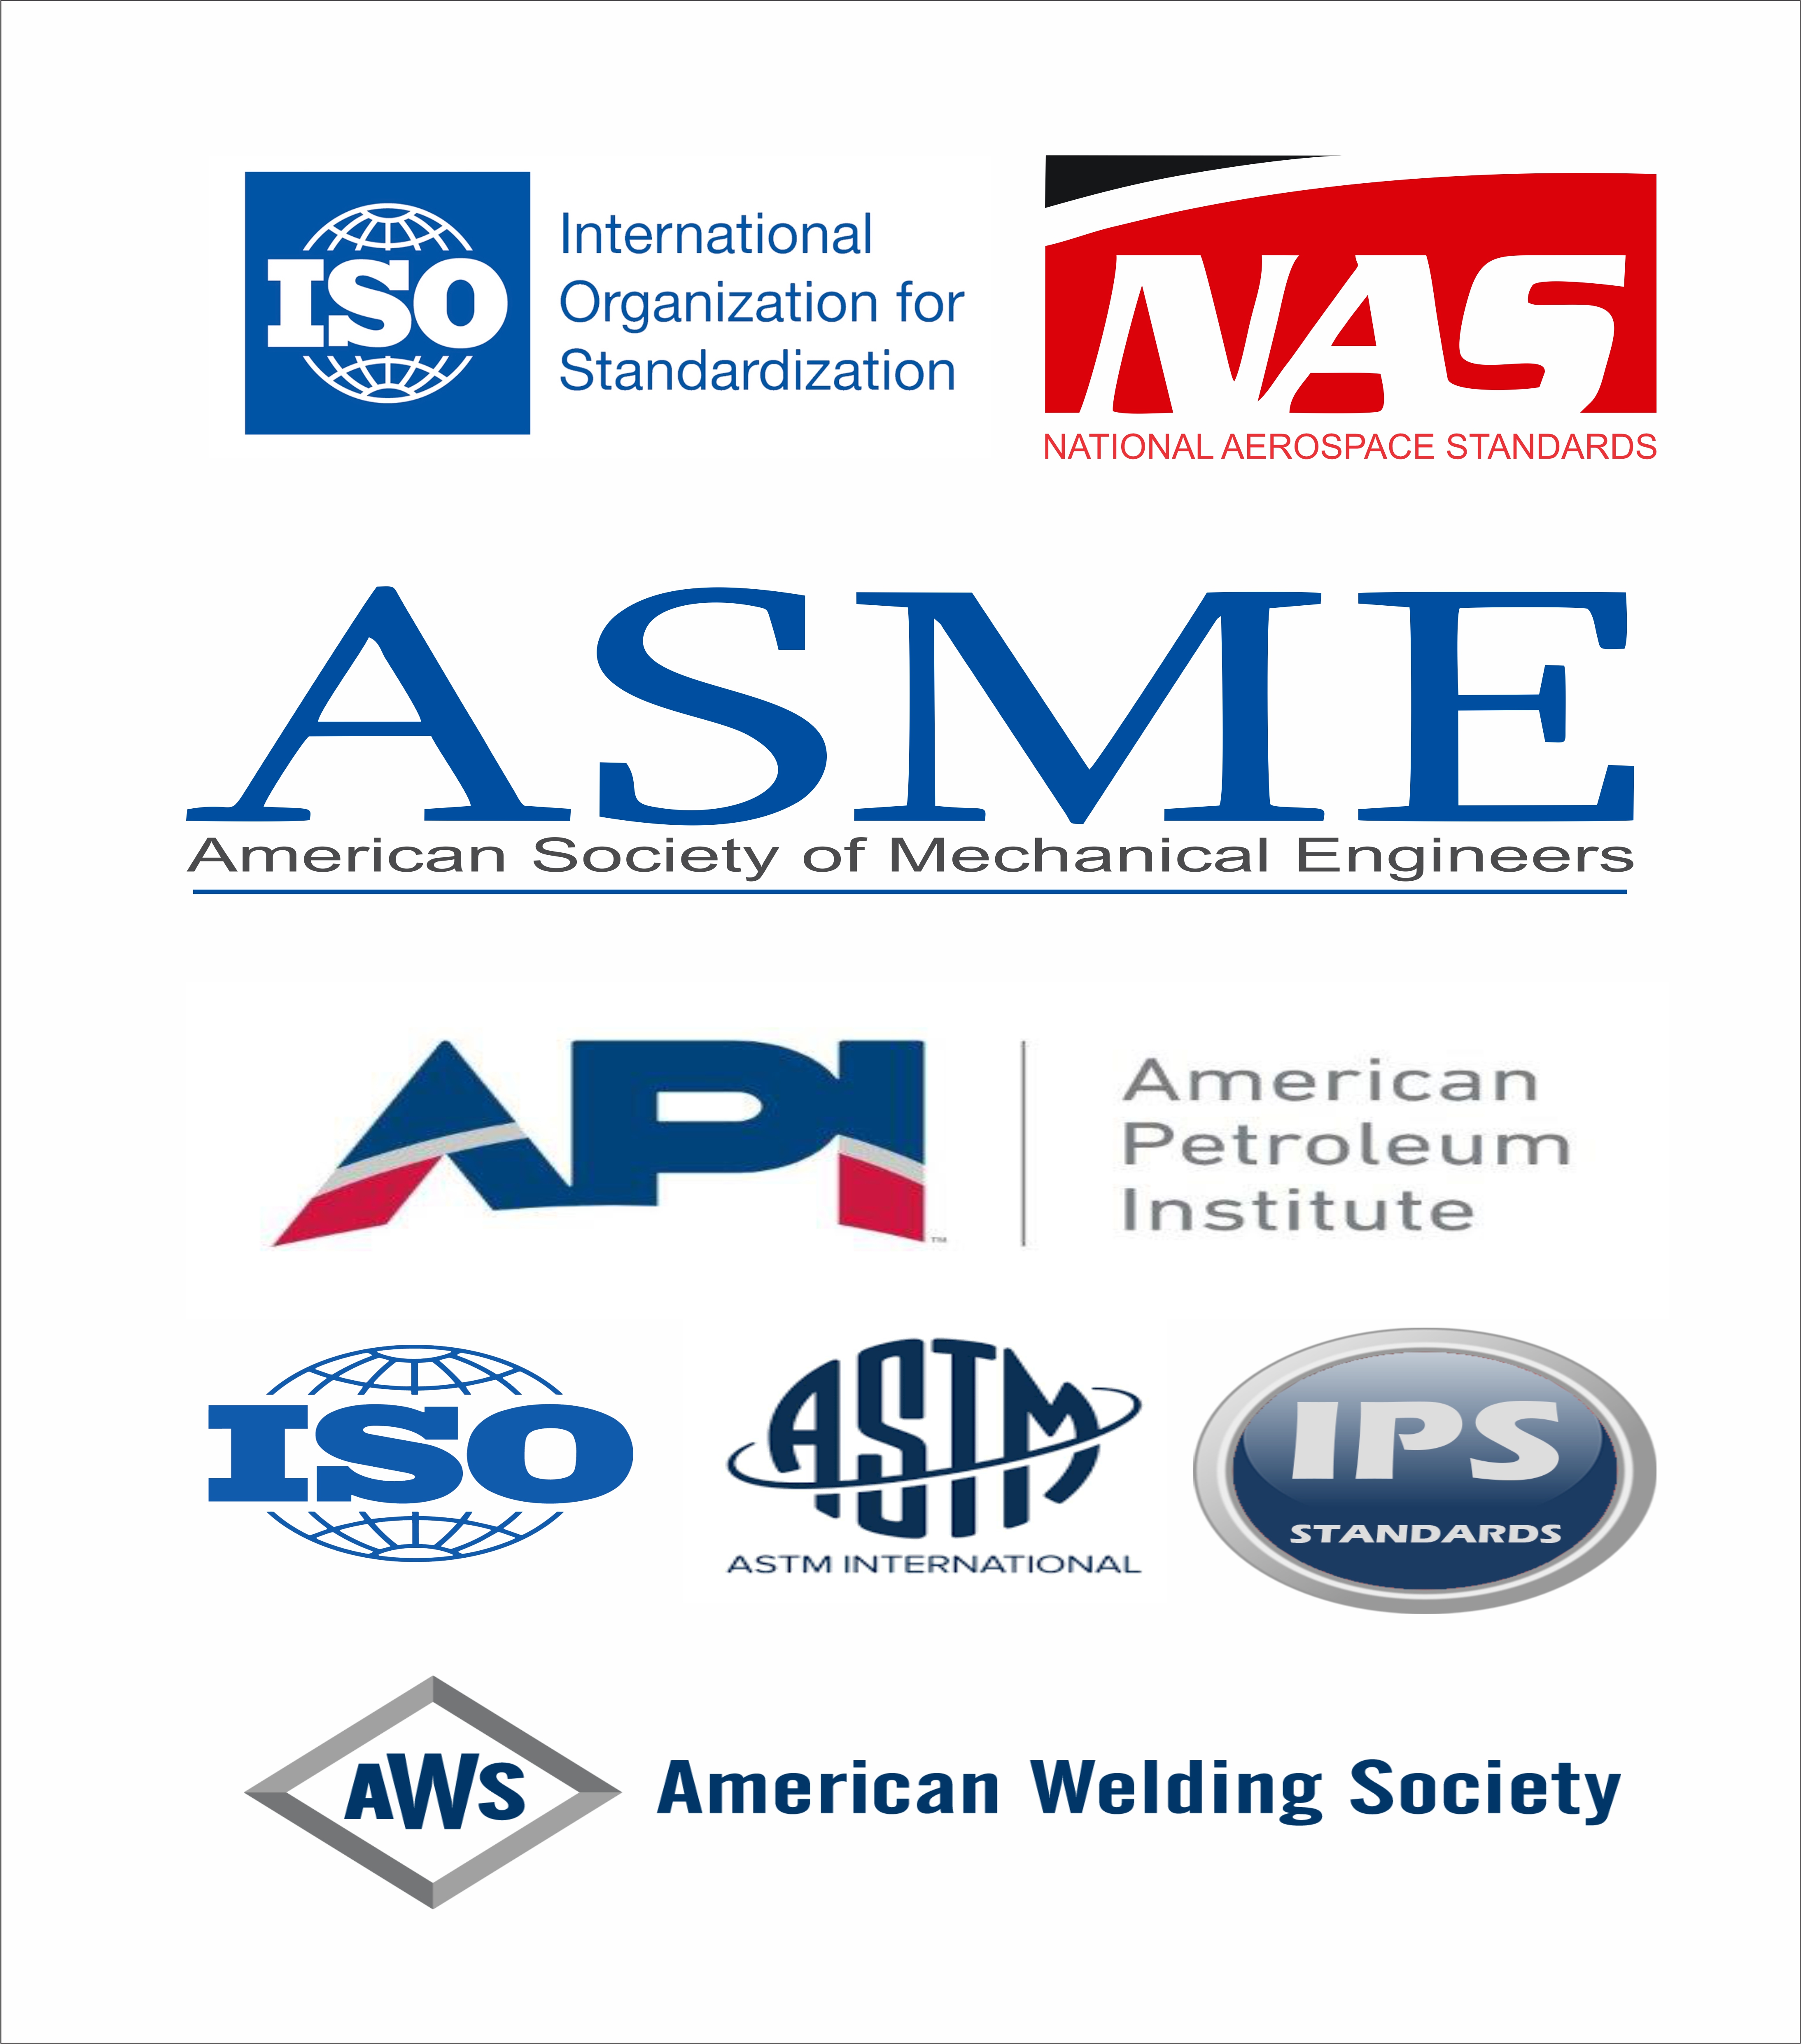 ISO
International
Organization for
Standardization
NAS
NATIONAL AEROSPACE STANDARDS
ASME
American Society of Mechanical Engineers
API
TM
American
Petroleum
Institute
ISO
ASTM
ASTM INTERNATIONAL
IPS
STANDARDS
AWS
American Welding Society